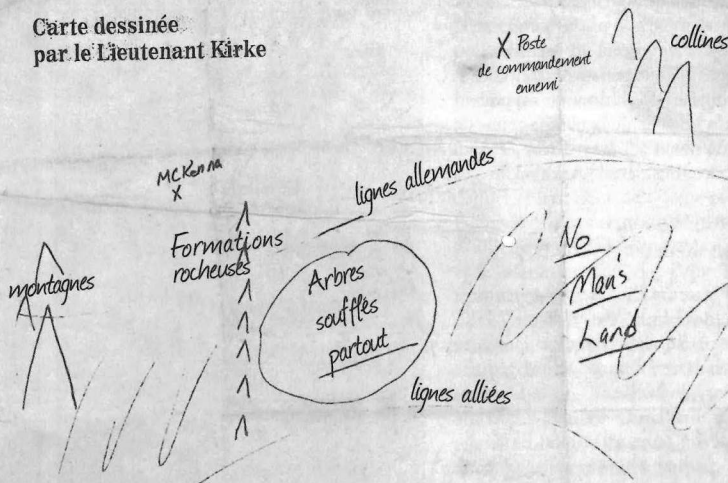 Carte dessinée
par le Lieutenant Kirke
X Poste
de commandement
ennemi
collines
McKenna
X
lignes allemandes
Formations
rocheuses
No
Man's
Land
montagnes
Arbres
soufflés
partout
lignes alliées